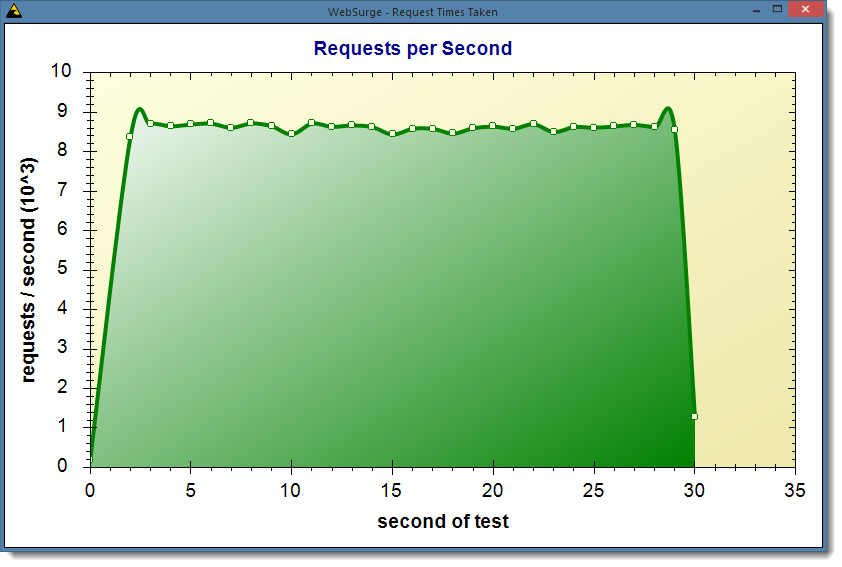 WebSurge - Request Times Taken
Requests per Second
requests / second (10^3)
10
9
8
7
6
5
4
3
2
1
0
0 5 10 15 20 25 30 35
second of test